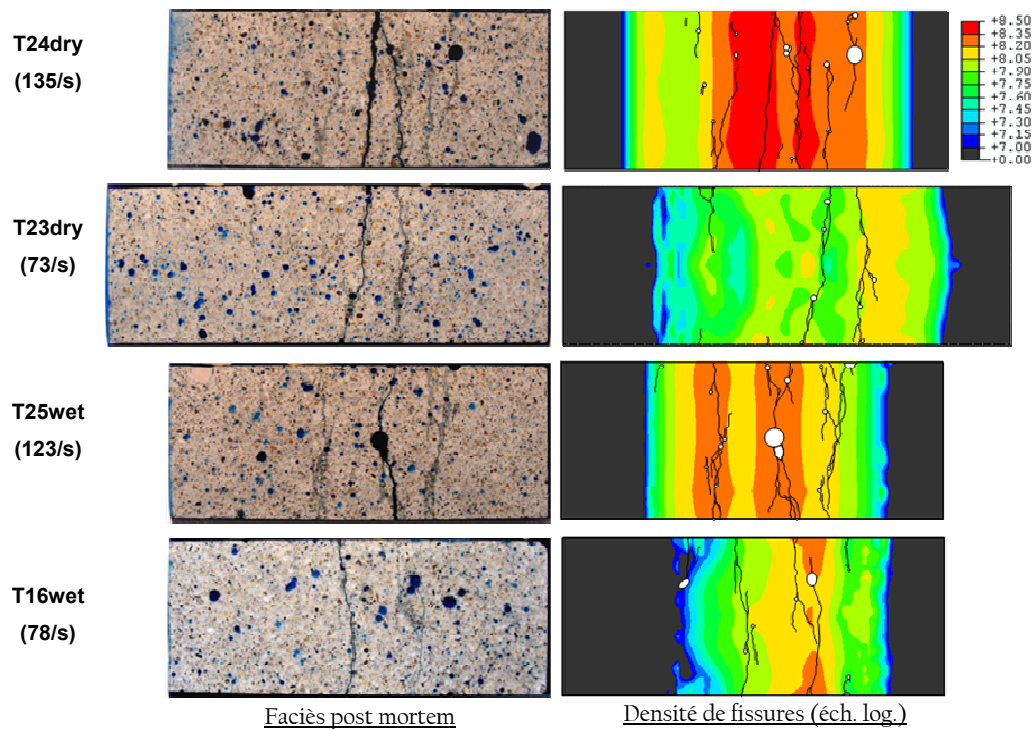 T24dry
(135/s)
+8.50
+8.35
+8.20
+8.05
+7.90
+7.75
+7.60
+7.45
+7.30
+7.15
+7.00
+0.00
T23dry
(73/s)
T25wet
(123/s)
T16wet
(78/s)
Faciès post mortem
Densité de fissures (éch. log.)